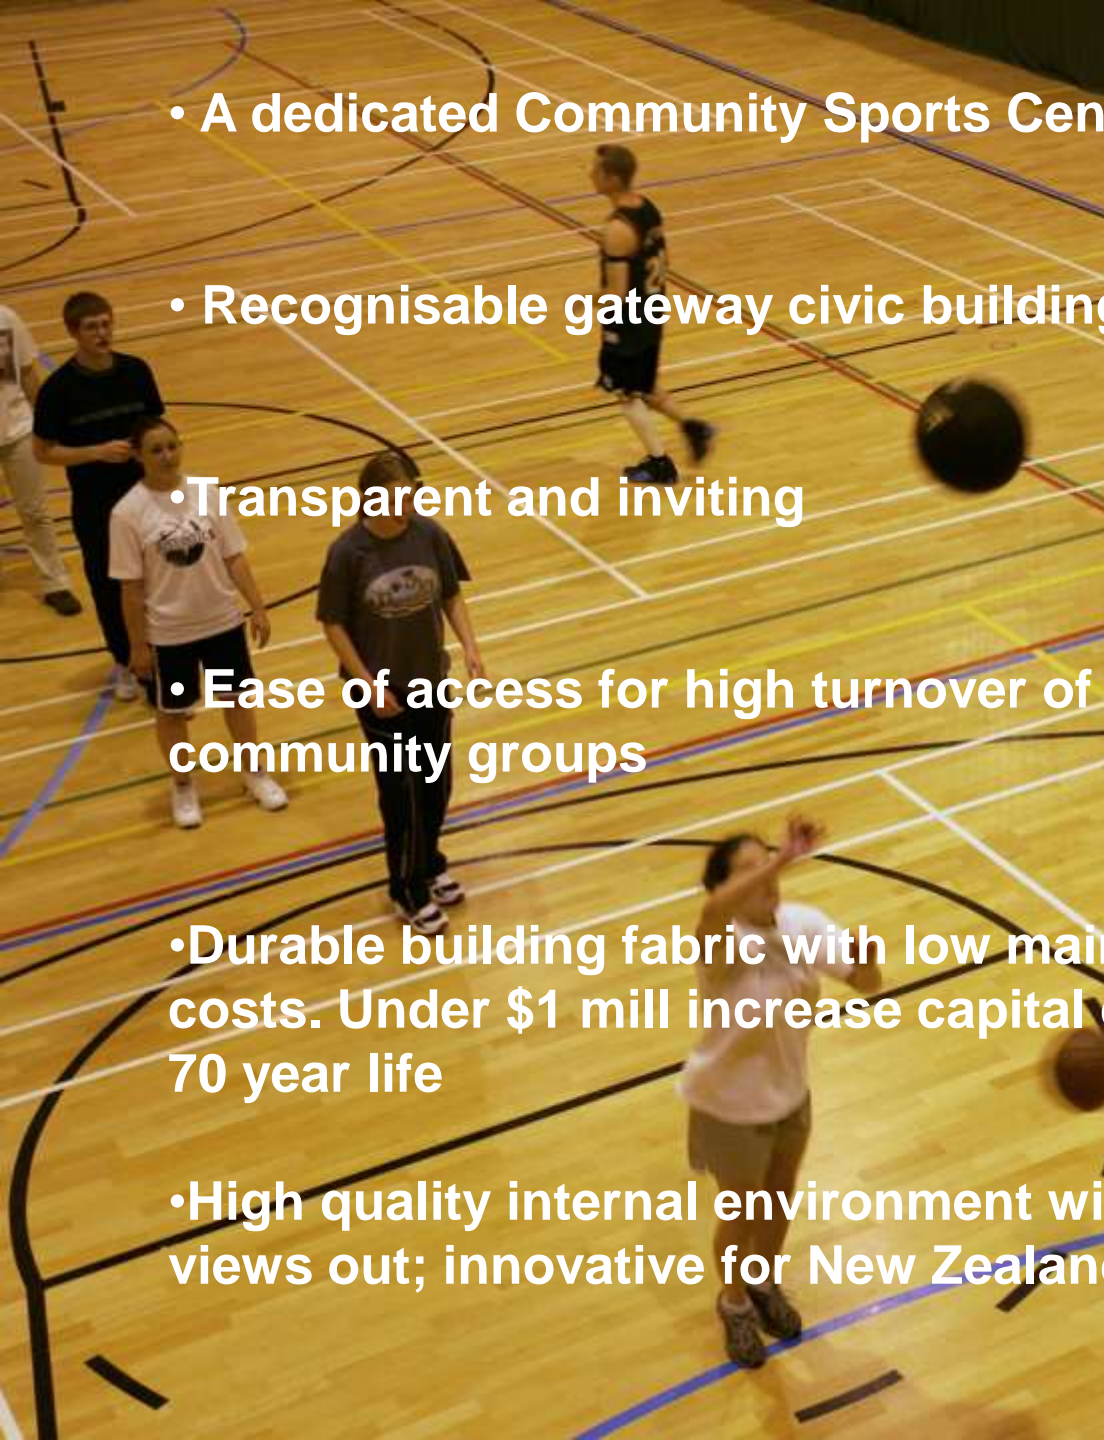 • A dedicated Community Sports Cen
• Recognisable gateway civic building
•Transparent and inviting
• Ease of access for high turnover of
community groups
•Durable building fabric with low main
costs. Under $1 mill increase capital
70 year life
•High quality internal environment wi
views out; innovative for New Zealand